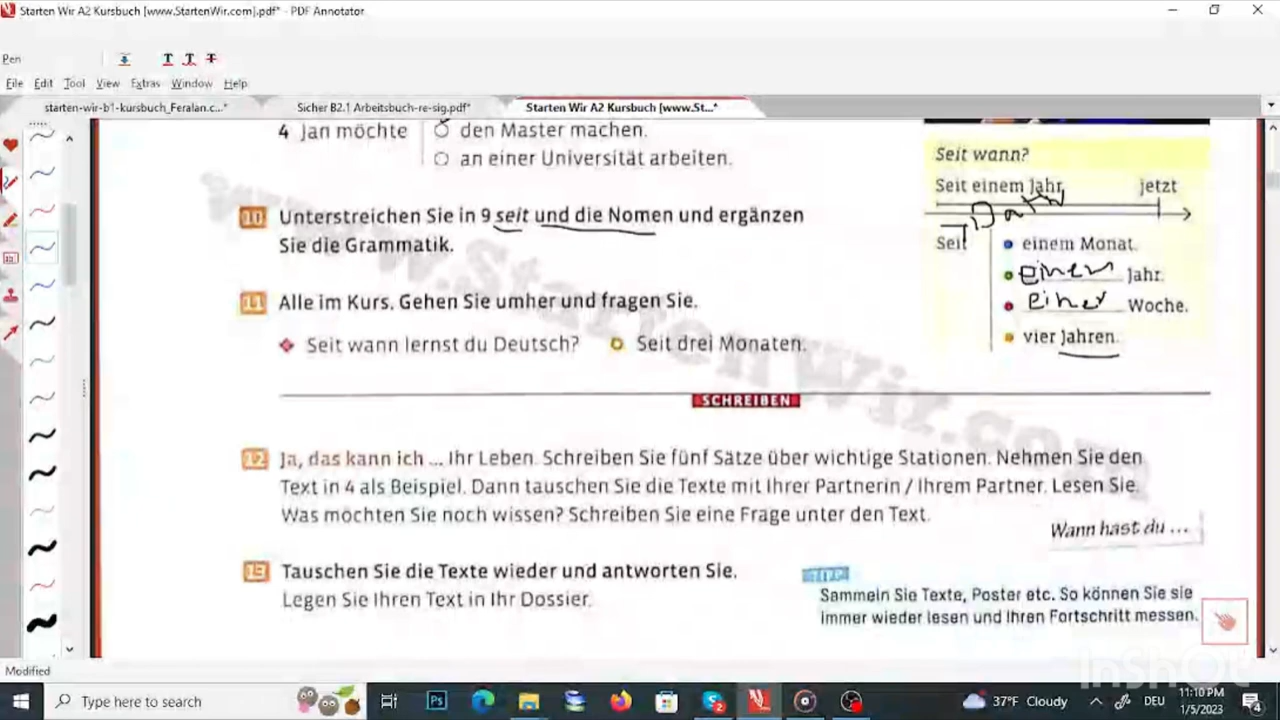 Starten Wir A2 Kursbuch [www.StartenWir.com].pdf* - PDF Annotator
Pen
File Edit Tool View Extras Window Help
starten-wir-b1-kursbuch_Feralan.c...* Sicher B2.1 Arbeitsbuch-re-sig.pdf* Starten Wir A2 Kursbuch [www.St...*
4 Jan möchte
den Master machen.
an einer Universität arbeiten.
10 Unterstreichen Sie in 9 seit und die Nomen und ergänzen
Sie die Grammatik.
11 Alle im Kurs. Gehen Sie umher und fragen Sie.
Seit wann lernst du Deutsch? Seit drei Monaten.
Seit wann?
Seit einem Jahr jetzt
Dativ
Seit
einem Monat.
einem Jahr.
einer Woche.
vier Jahren.
SCHREIBEN
12 Ja, das kann ich ... Ihr Leben. Schreiben Sie fünf Sätze über wichtige Stationen. Nehmen Sie den
Text in 4 als Beispiel. Dann tauschen Sie die Texte mit Ihrer Partnerin / Ihrem Partner. Lesen Sie.
Was möchten Sie noch wissen? Schreiben Sie eine Frage unter den Text.
Wann hast du ...
13 Tauschen Sie die Texte wieder und antworten Sie.
Legen Sie Ihren Text in Ihr Dossier.
TIPP
Sammeln Sie Texte, Poster etc. So können Sie sie
immer wieder lesen und Ihren Fortschritt messen.
www.StartenWir.com
InShOt
Modified
Type here to search
37°F Cloudy
DEU
11:10 PM
1/5/2023